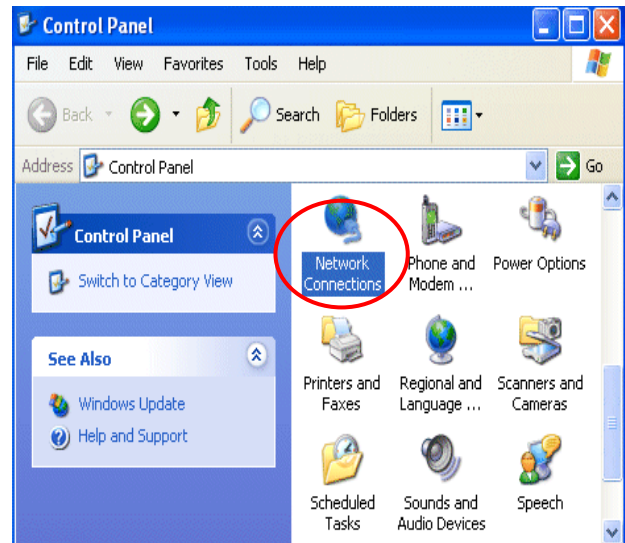 Control Panel
File Edit View Favorites Tools Help
Back Search Folders
Address Control Panel Go
Control Panel
Switch to Category View
See Also
Windows Update
Help and Support
Network
Connections
Phone and
Modem ...
Power Options
Printers and
Faxes
Regional and
Language ...
Scanners and
Cameras
Scheduled
Tasks
Sounds and
Audio Devices
Speech